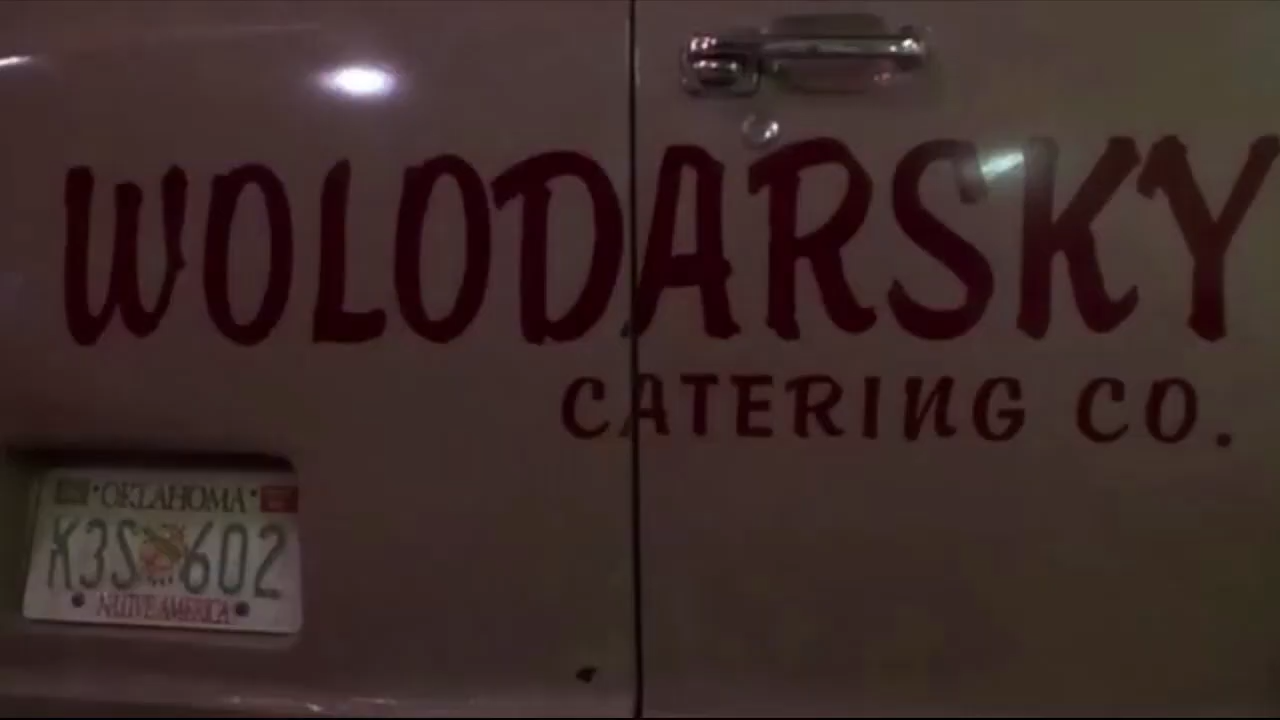 WOLODARSKY
CATERING CO.
OKLAHOMA
K3S 602
NATIVE AMERICA